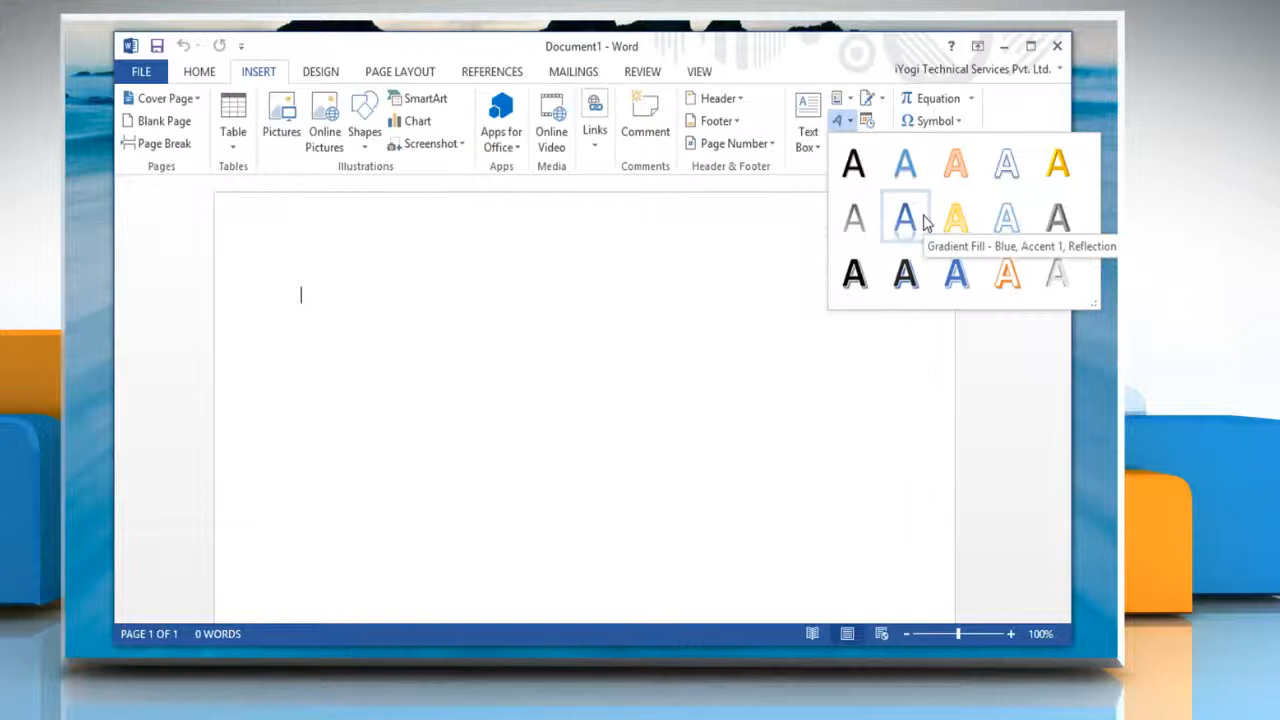 Document1 - Word
?
iYogi Technical Services Pvt. Ltd.
FILE HOME INSERT DESIGN PAGE LAYOUT REFERENCES MAILINGS REVIEW VIEW
Cover Page
Blank Page
Page Break
Pages
Table
Tables
Pictures
Online
Pictures
Shapes
SmartArt
Chart
Screenshot
Illustrations
Apps for
Office
Apps
Online
Video
Media
Links
Comment
Comments
Header
Footer
Page Number
Header & Footer
Text
Box
A
π Equation
Ω Symbol
A A A A A
A A A A A
Gradient Fill - Blue, Accent 1, Reflection
A A A A A
PAGE 1 OF 1 0 WORDS
100%